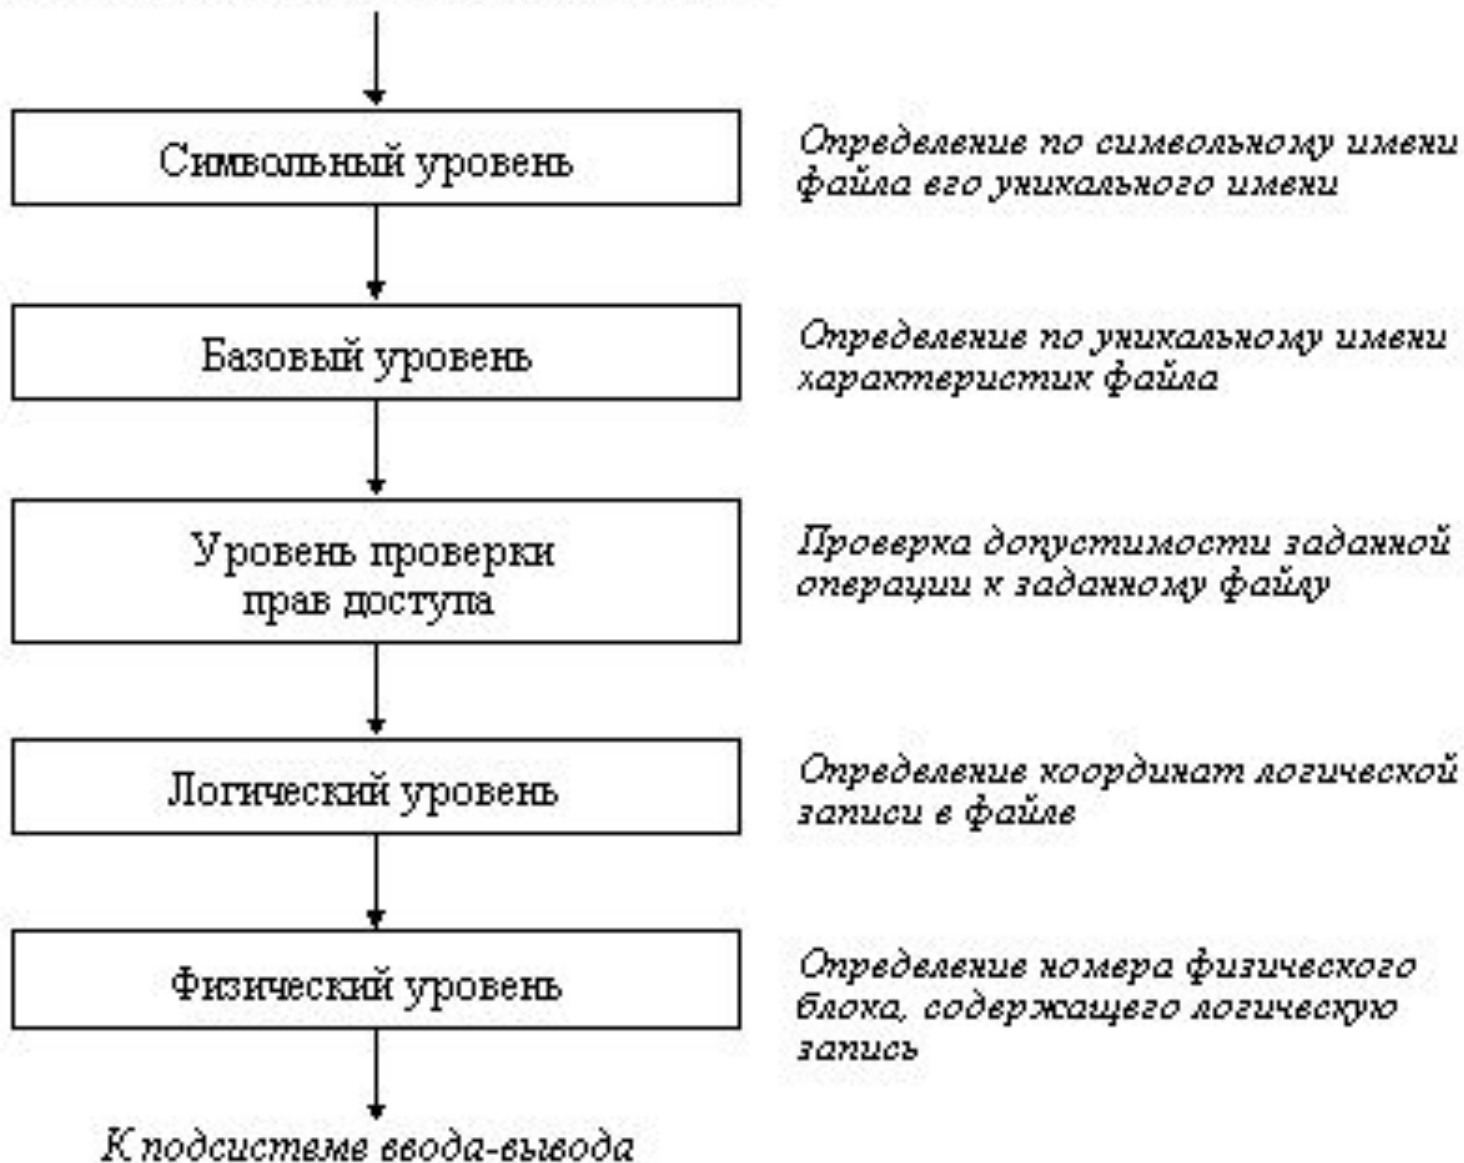 Символьный уровень
Определение по символьному имени
файла его уникального имени
Базовый уровень
Определение по уникальному имени
характеристик файла
Уровень проверки
прав доступа
Проверка допустимости заданной
операции к заданному файлу
Логический уровень
Определение координат логической
записи в файле
Физический уровень
Определение номера физического
блока, содержащего логическую
запись
К подсистеме ввода-вывода